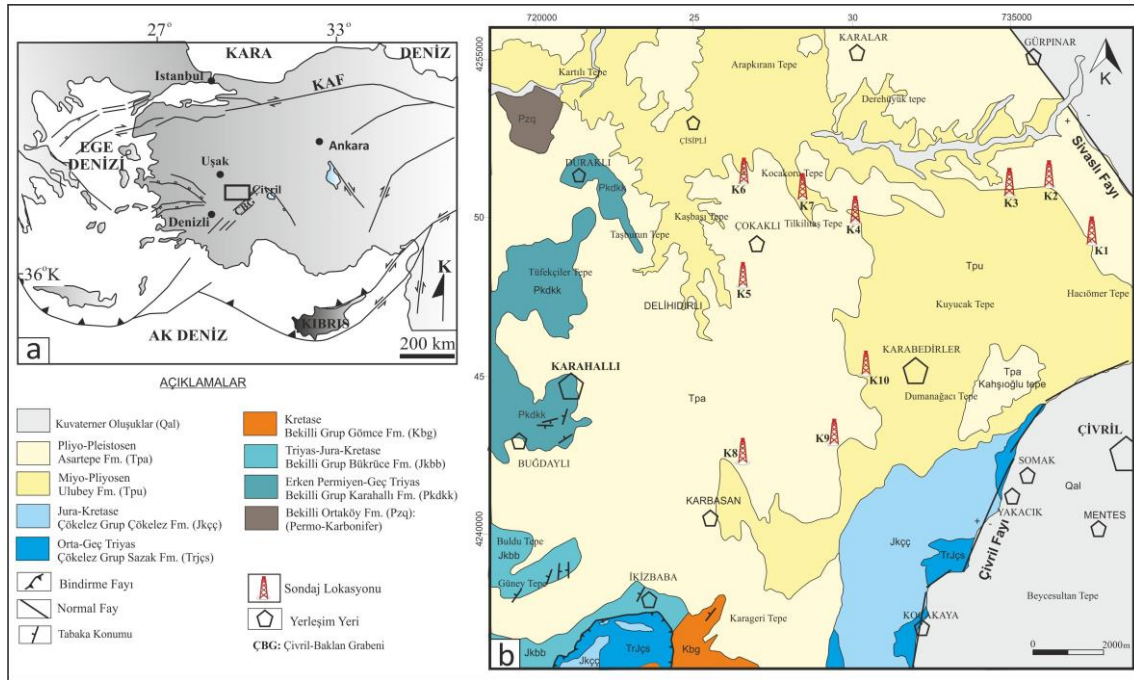 27°
33°
KARA
DENİZ
Istanbul
KAF
EGE
DENİZİ
Ankara
Uşak
Çivril
ÇBG
Denizli
36°K
K
AK DENİZ
KIBRIS
200 km
a
AÇIKLAMALAR
Kuvaterner Oluşuklar (Qal)
Pliyo-Pleistosen
Asartepe Fm. (Tpa)
Miyo-Pliyosen
Ulubey Fm. (Tpu)
Jura-Kretase
Çökelez Grup Çökelez Fm. (Jkçç)
Orta-Geç Triyas
Çökelez Grup Sazak Fm. (Trjçs)
Bindirme Fayı
Normal Fay
Tabaka Konumu
Kretase
Bekilli Grup Gömce Fm. (Kbg)
Triyas-Jura-Kretase
Bekilli Grup Bükrüce Fm. (Jkbb)
Erken Permiyen-Geç Triyas
Bekilli Grup Karahallı Fm. (Pkdkk)
Bekilli Ortaköy Fm. (Pzq):
(Permo-Karbonifer)
Sondaj Lokasyonu
Yerleşim Yeri
ÇBG: Çivril-Baklan Grabeni
720000
25
30
735000
4255000
50
45
4240000
KARALAR
GÜRPINAR
K
Kartılı Tepe
Arapkıranı Tepe
Derehüyük tepe
Pzq
ÇISIPLİ
+ -
Sivaslı Fayı
DURAKLI
Pkdkk
K6
Kocakoru Tepe
K7
K3
K2
Kaşbaşı Tepe
Tilkilitaş Tepe
K4
K1
Taşburun Tepe
ÇOKAKLI
Tüfekçiler Tepe
Pkdkk
K5
Tpu
Hacıömer Tepe
DELİHIDIRLI
Kuyucak Tepe
KARAHALLI
K10
KARABEDİRLER
Tpa
Kahşıoğlu tepe
Dumanağacı Tepe
Tpa
Pkdkk
K9
BUĞDAYLI
K8
ÇİVRİL
SOMAK
Qal
KARBASAN
YAKACIK
MENTES
Buldu Tepe
Jkbb
+ -
Çivril Fayı
Jkçç
TrJçs
Güney Tepe
İKİZBABA
Beycesultan Tepe
Karageri Tepe
KOÇAKAYA
Jkbb
Jkçç
TrJçs
Kbg
b
0
2000m